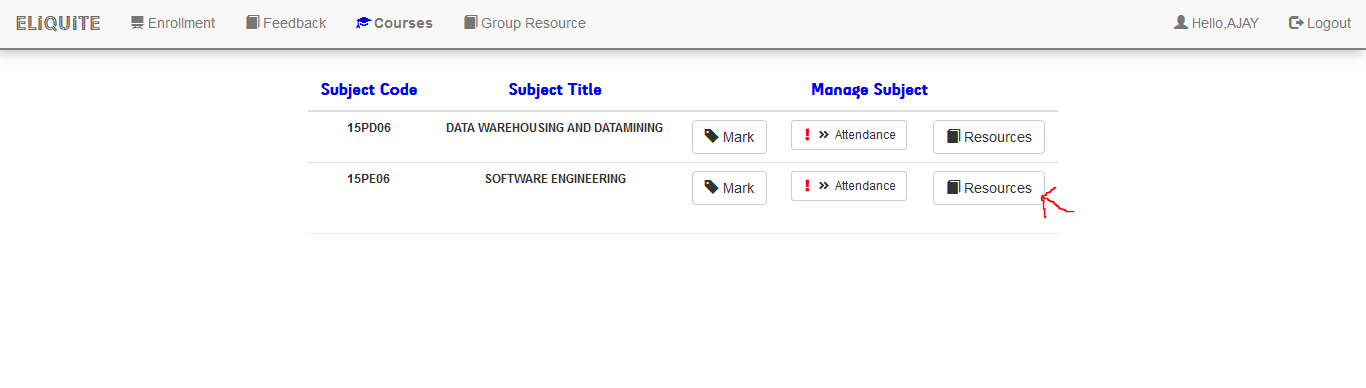 ELiQUiTE Enrollment Feedback Courses Group Resource Hello,AJAY Logout
Subject Code Subject Title Manage Subject
15PD06 DATA WAREHOUSING AND DATAMINING Mark Attendance Resources
15PE06 SOFTWARE ENGINEERING Mark Attendance Resources